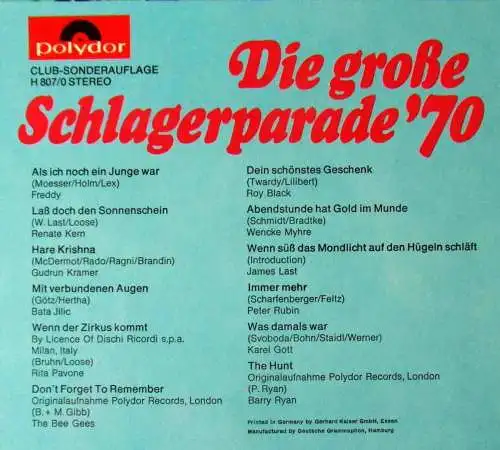 polydor
CLUB-SONDERAUFLAGE
H 807/0 STEREO
Die große
Schlagerparade '70
Als ich noch ein Junge war
(Moesser/Holm/Lex)
Freddy
Laß doch den Sonnenschein
(W. Last/Loose)
Renate Kern
Hare Krishna
(McDermot/Rado/Ragni/Brandin)
Gudrun Kramer
Mit verbundenen Augen
(Götz/Hertha)
Bata Jilic
Wenn der Zirkus kommt
By Licence Of Dischi Ricordi s.p.a.
Milan, Italy
(Bruhn/Loose)
Rita Pavone
Don't Forget To Remember
Originalaufnahme Polydor Records, London
(B. + M. Gibb)
The Bee Gees
Dein schönstes Geschenk
(Twardy/Lilibert)
Roy Black
Abendstunde hat Gold im Munde
(Schmidt/Bradtke)
Wencke Myhre
Wenn süß das Mondlicht auf den Hügeln schläft
(Introduction)
James Last
Immer mehr
(Scharfenberger/Feltz)
Peter Rubin
Was damals war
(Svoboda/Bohn/Staidl/Werner)
Karel Gott
The Hunt
Originalaufnahme Polydor Records, London
(P. Ryan)
Barry Ryan
Printed in Germany by Gerhard Kaiser GmbH, Essen
Manufactured by Deutsche Grammophon, Hamburg